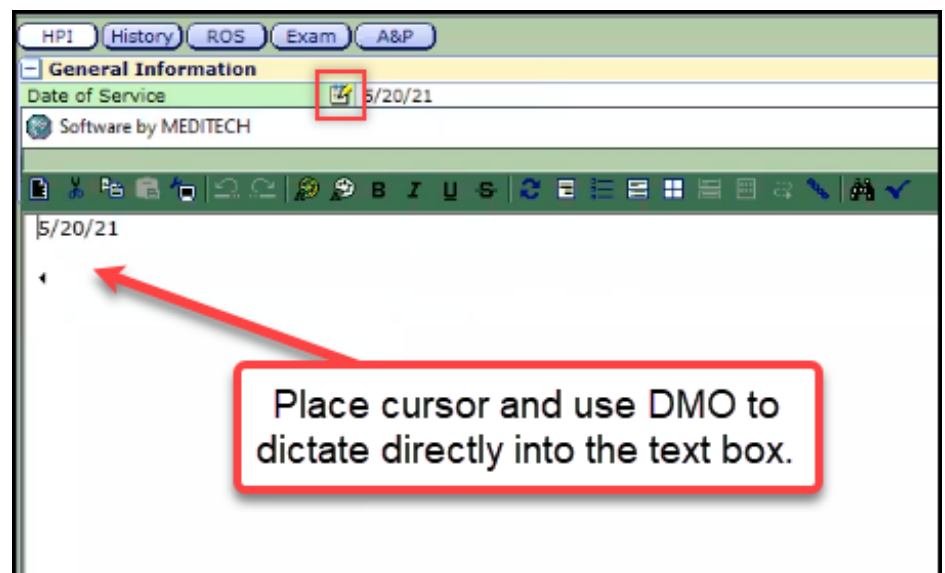 HPI History ROS Exam A&P
General Information
Date of Service 5/20/21
Software by MEDITECH
B I U S
5/20/21
Place cursor and use DMO to
dictate directly into the text box.